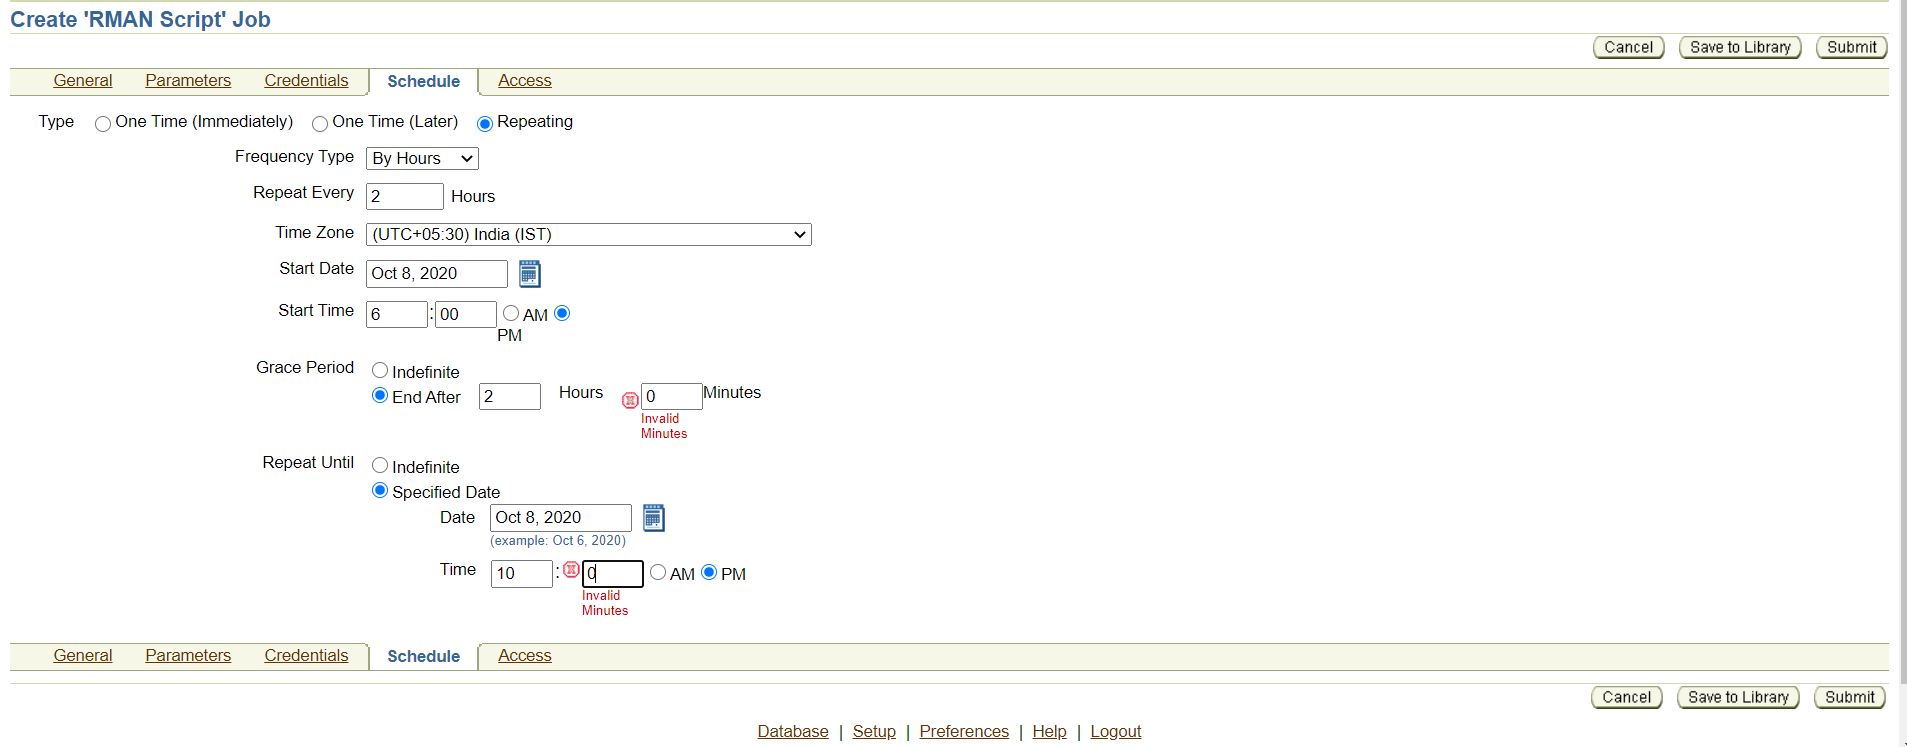 Create 'RMAN Script' Job
Cancel Save to Library Submit
General Parameters Credentials Schedule Access
Type One Time (Immediately) One Time (Later) Repeating
Frequency Type By Hours
Repeat Every 2 Hours
Time Zone (UTC+05:30) India (IST)
Start Date Oct 8, 2020
Start Time 6 : 00 AM
PM
Grace Period Indefinite
End After 2 Hours 0 Minutes
Invalid
Minutes
Repeat Until Indefinite
Specified Date
Date Oct 8, 2020
(example: Oct 6, 2020)
Time 10 : 0 AM PM
Invalid
Minutes
General Parameters Credentials Schedule Access
Cancel Save to Library Submit
Database | Setup | Preferences | Help | Logout